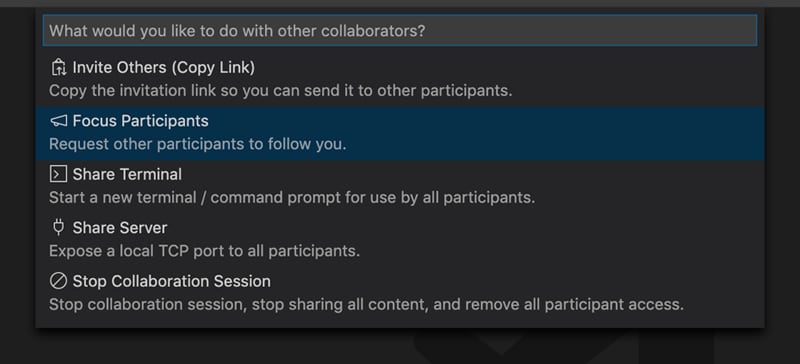 What would you like to do with other collaborators?
Invite Others (Copy Link)
Copy the invitation link so you can send it to other participants.
Focus Participants
Request other participants to follow you.
Share Terminal
Start a new terminal / command prompt for use by all participants.
Share Server
Expose a local TCP port to all participants.
Stop Collaboration Session
Stop collaboration session, stop sharing all content, and remove all participant access.